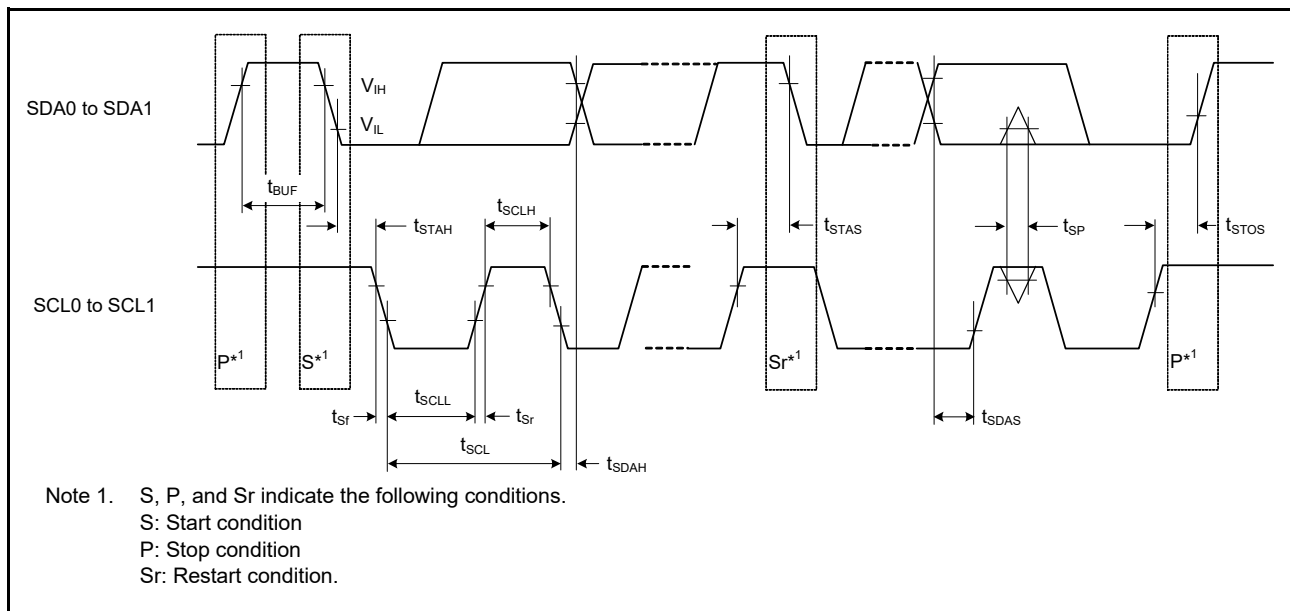 SDA0 to SDA1
VIH
VIL
tBUF
tSTAH
tSCLH
tSTAS
tSP
tSTOS
SCL0 to SCL1
P*1
S*1
Sr*1
P*1
tSf
tSCLL
tSr
tSCL
tSDAH
tSDAS
Note 1. S, P, and Sr indicate the following conditions.
S: Start condition
P: Stop condition
Sr: Restart condition.